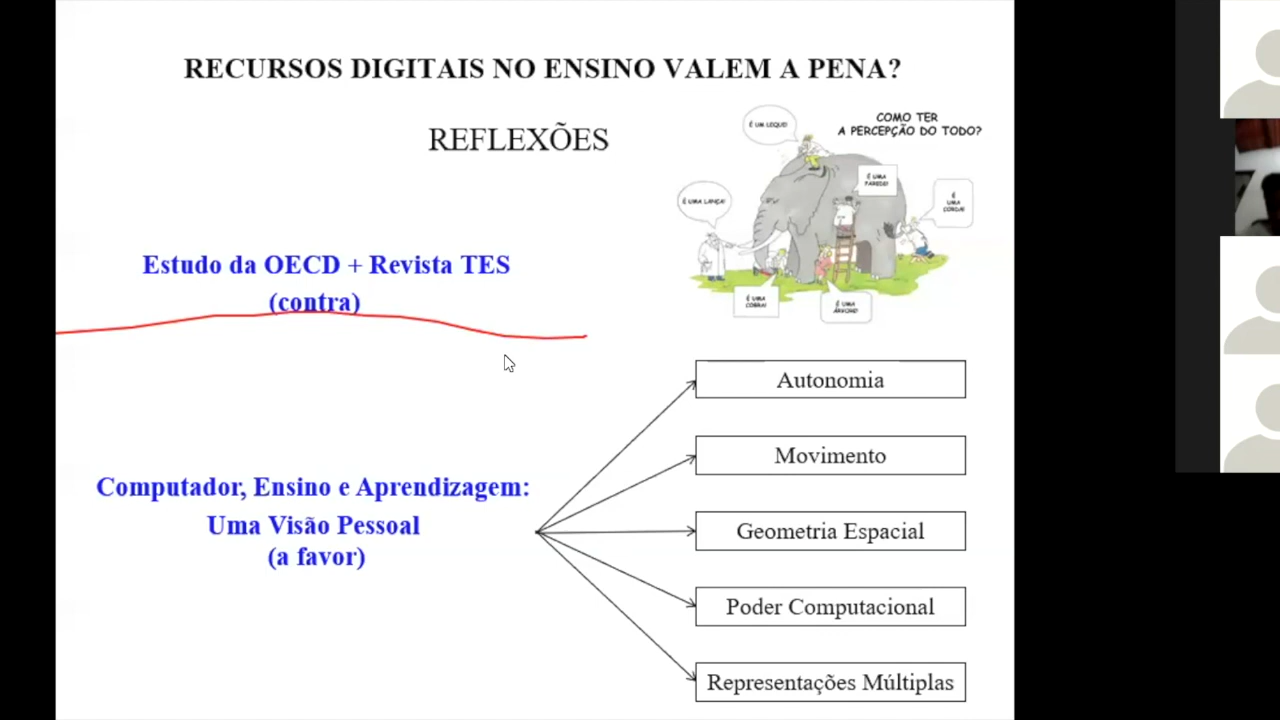 RECURSOS DIGITAIS NO ENSINO VALEM A PENA?
REFLEXÕES
COMO TER
A PERCEPÇÃO DO TODO?
É UM LEQUE!
É UMA
PAREDE!
É UMA LANÇA!
É
UMA
CORDA!
É UMA
COBRA!
É UMA
ÁRVORE!
Estudo da OECD + Revista TES
(contra)
Computador, Ensino e Aprendizagem:
Uma Visão Pessoal
(a favor)
Autonomia
Movimento
Geometria Espacial
Poder Computacional
Representações Múltiplas